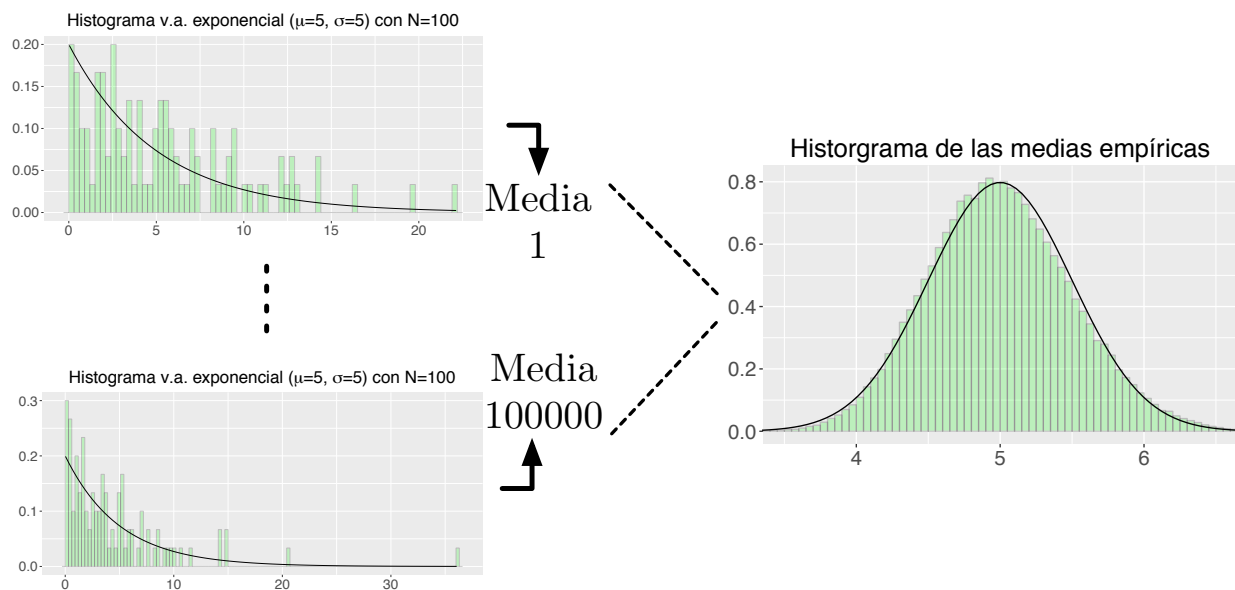 Histograma v.a. exponencial (μ=5, σ=5) con N=100
0.20
0.15
0.10
0.05
0.00
0 5 10 15 20
Media
1
Histograma v.a. exponencial (μ=5, σ=5) con N=100
0.3
0.2
0.1
0.0
0 10 20 30
Media
100000
Historgrama de las medias empíricas
0.8
0.6
0.4
0.2
0.0
4 5 6